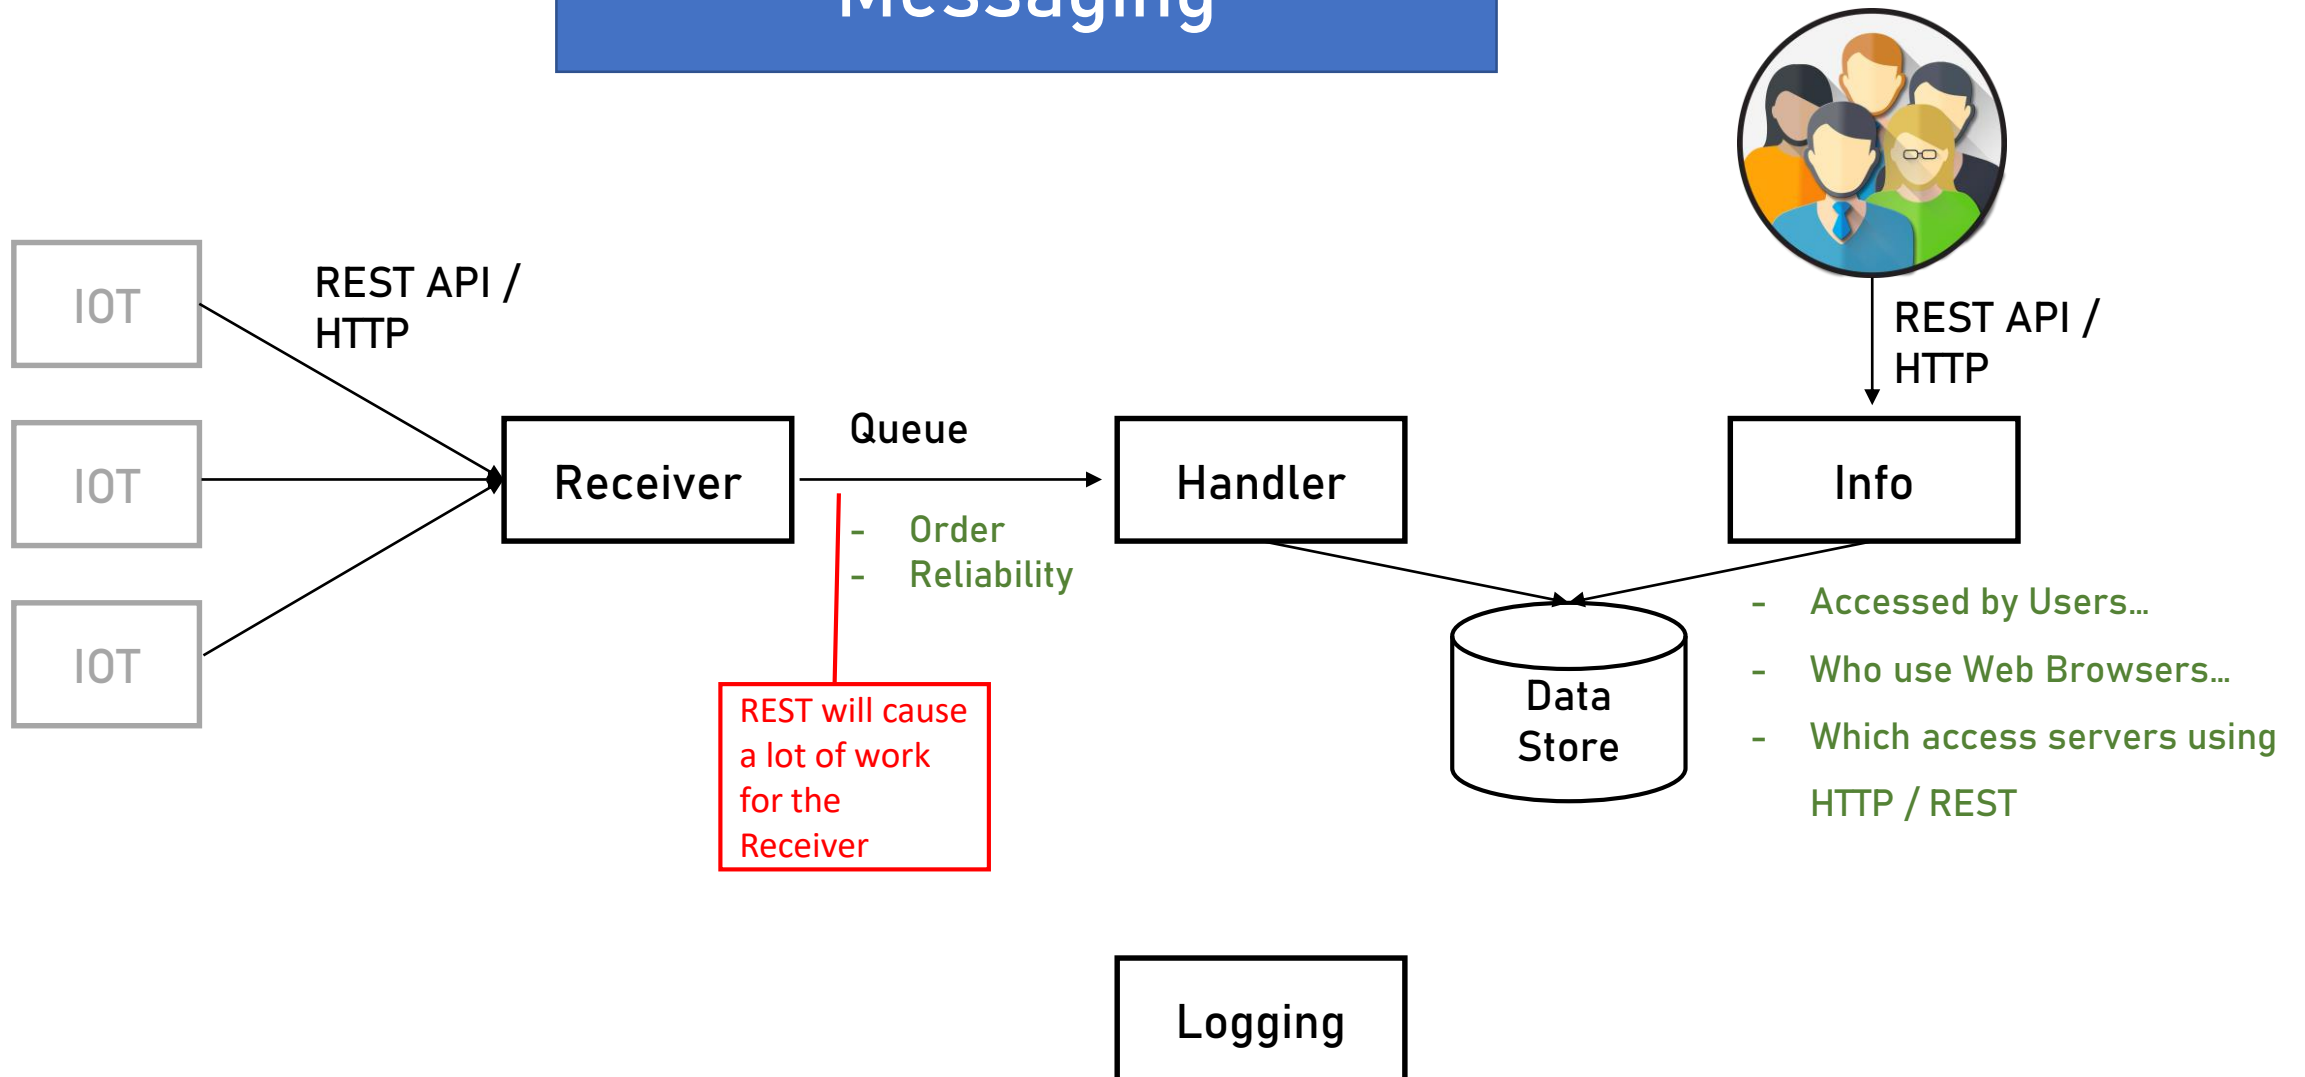 Messaging
IOT
REST API /
HTTP
REST API /
HTTP
IOT
Receiver
Queue
Handler
Info
- Order
- Reliability
IOT
REST will cause
a lot of work
for the
Receiver
Data
Store
- Accessed by Users...
- Who use Web Browsers...
- Which access servers using
HTTP / REST
Logging